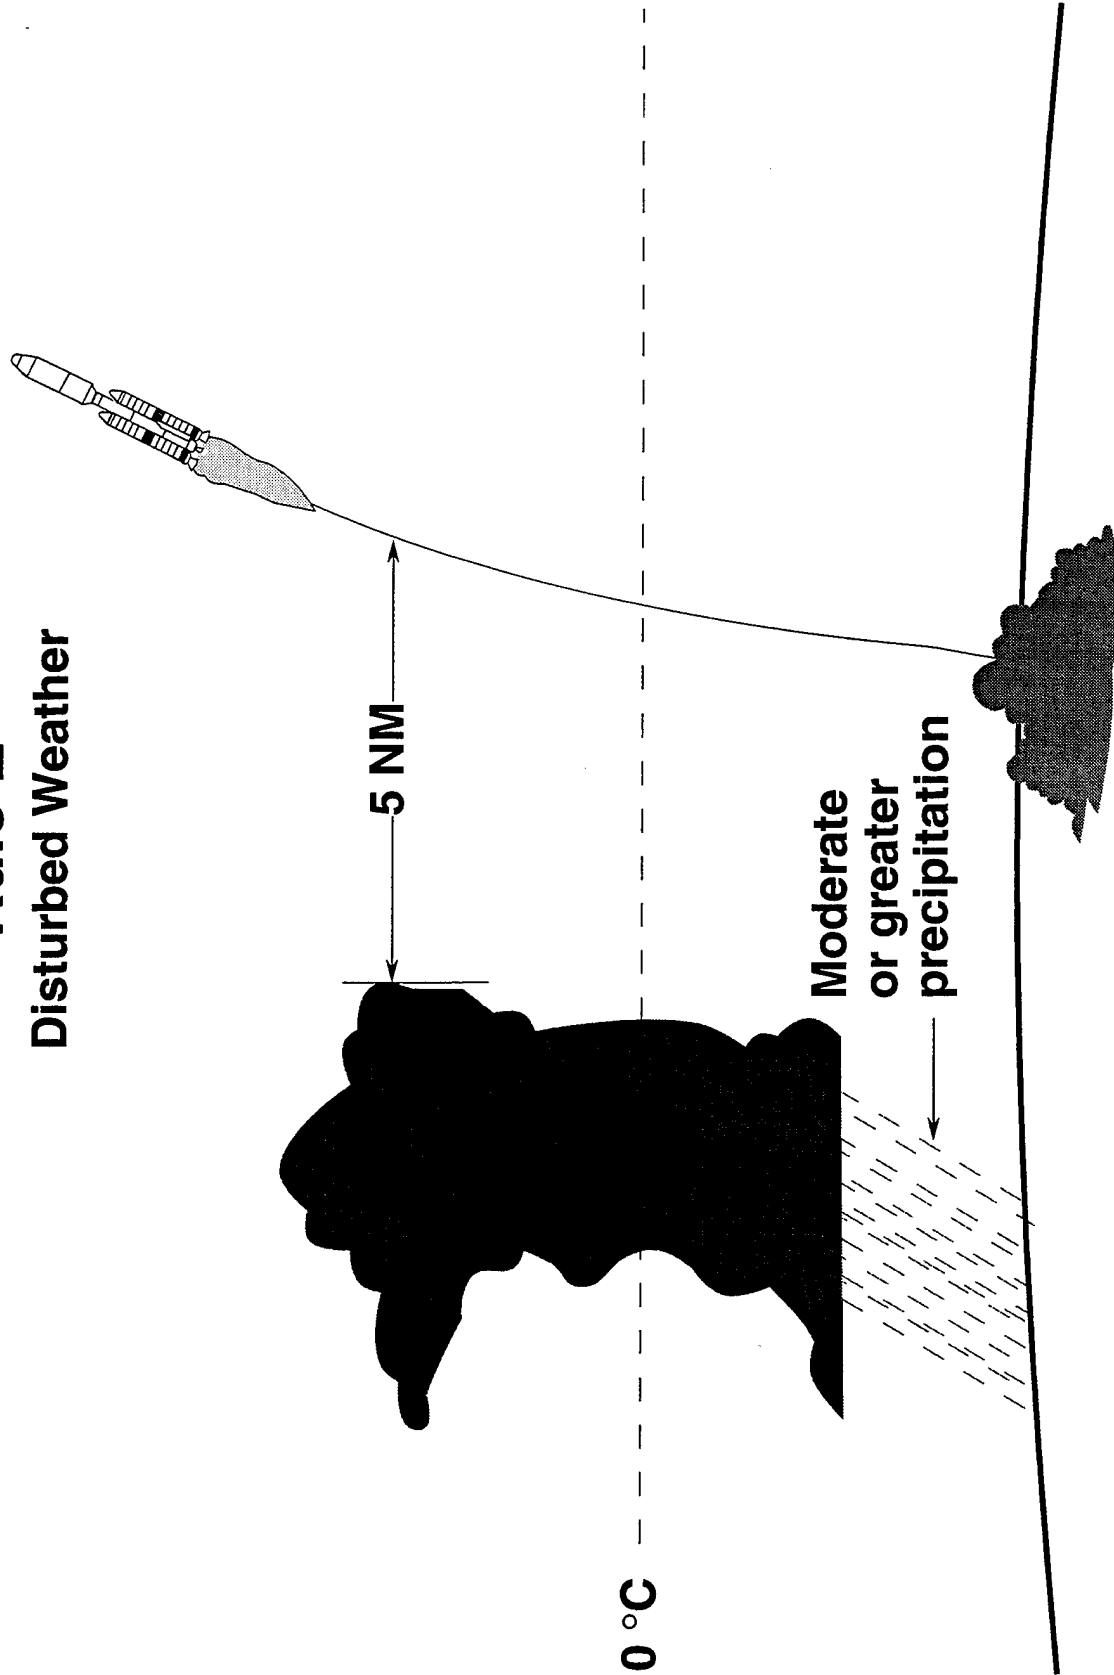 Disturbed Weather
5 NM
0 °C
Moderate
or greater
precipitation